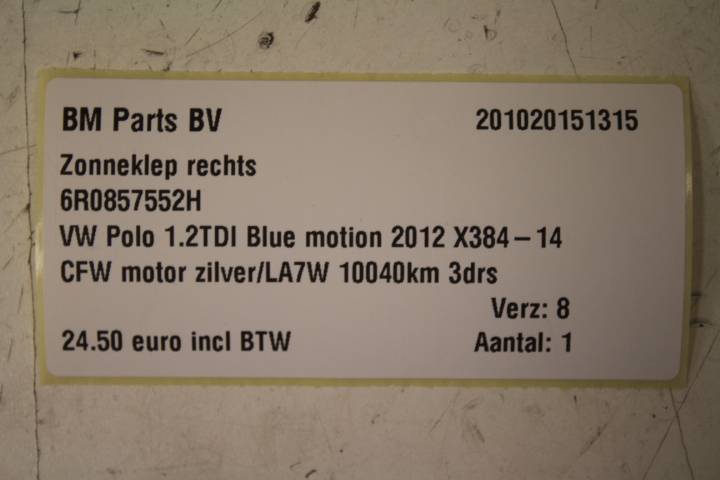 BM Parts BV 201020151315
Zonneklep rechts
6R0857552H
VW Polo 1.2TDI Blue motion 2012 X384-14
CFW motor zilver/LA7W 10040km 3drs
Verz: 8
24.50 euro incl BTW Aantal: 1